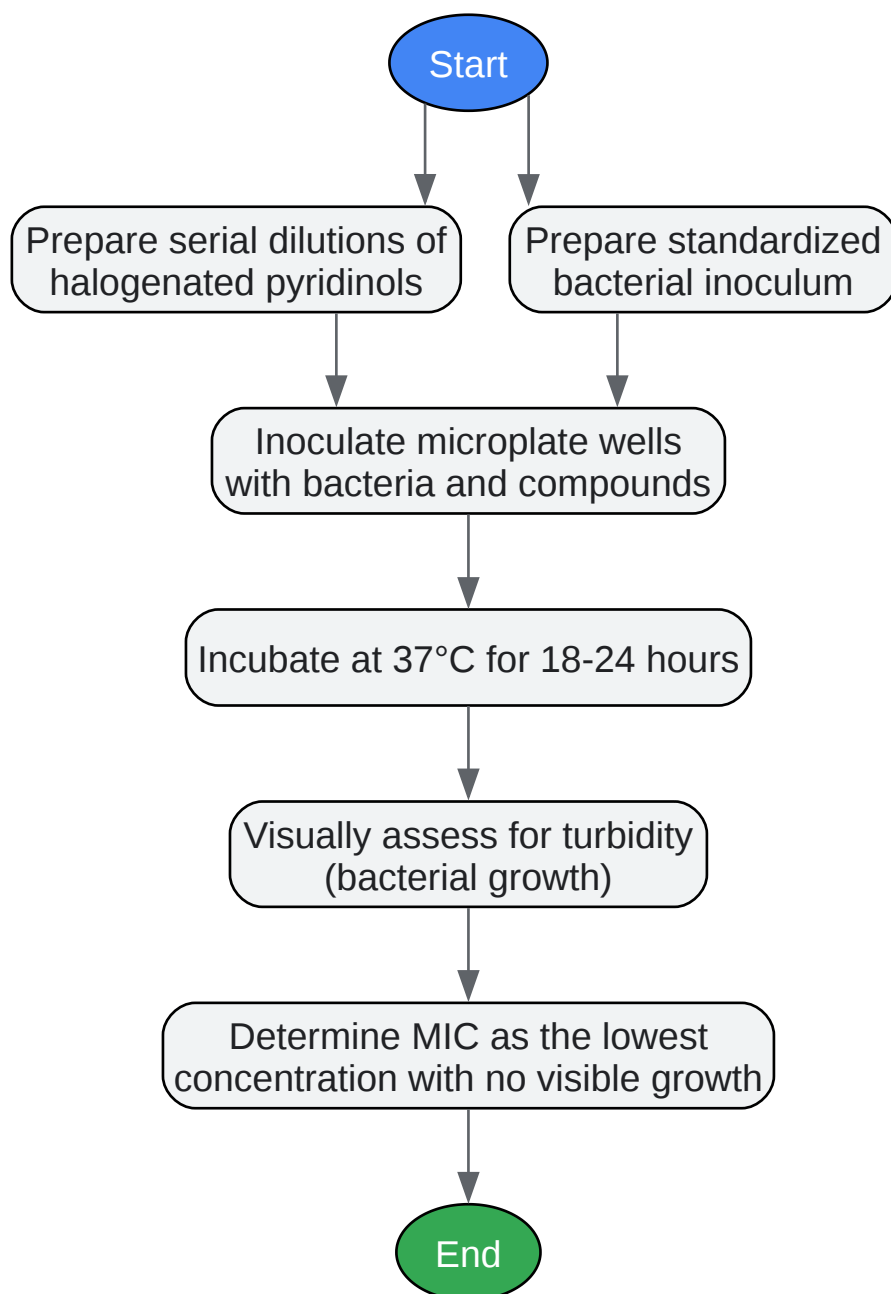 Start
Prepare serial dilutions of
halogenated pyridinols
Prepare standardized
bacterial inoculum
Inoculate microplate wells
with bacteria and compounds
Incubate at 37°C for 18-24 hours
Visually assess for turbidity
(bacterial growth)
Determine MIC as the lowest
concentration with no visible growth
End